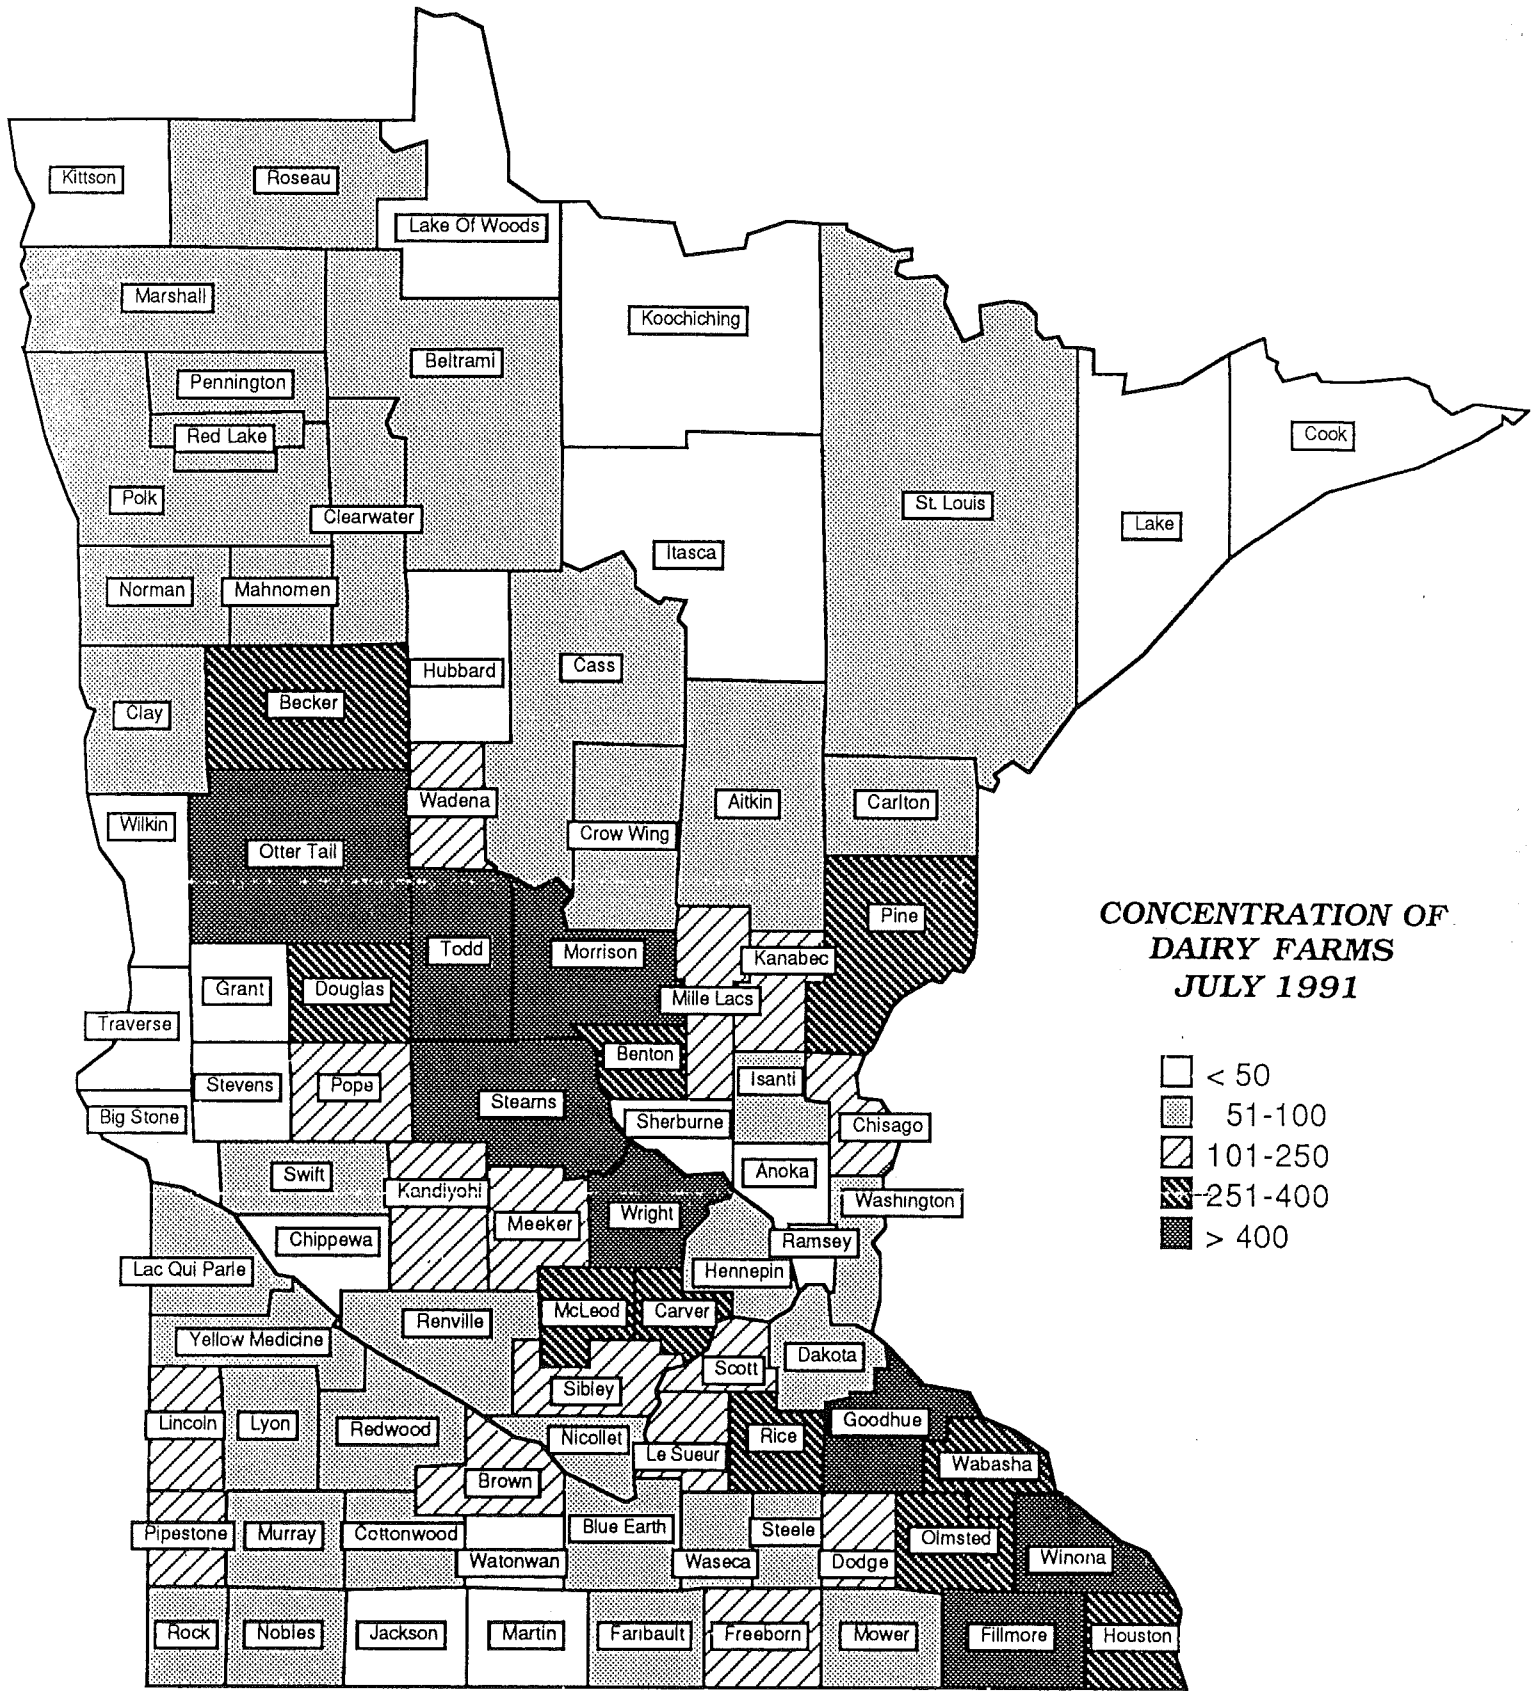 Kittson
Roseau
Lake Of Woods
Marshall
Koochiching
Beltrami
Pennington
Red Lake
Cook
Polk
St. Louis
Clearwater
Lake
Itasca
Norman
Mahnomen
Hubbard
Cass
Becker
Clay
Wadena
Aitkin
Carlton
Wilkin
Crow Wing
Otter Tail
Pine
CONCENTRATION OF
DAIRY FARMS
JULY 1991
Todd
Morrison
Kanabec
Grant
Douglas
Mille Lacs
Traverse
Benton
< 50
Stevens
Pope
Isanti
Stearns
51-100
Big Stone
Sherburne
Chisago
101-250
Swift
Anoka
Kandiyohi
251-400
Washington
Meeker
Wright
> 400
Chippewa
Ramsey
Lac Qui Parle
Hennepin
McLeod
Carver
Renville
Yellow Medicine
Dakota
Scott
Sibley
Lincoln
Lyon
Redwood
Goodhue
Nicollet
Rice
Le Sueur
Wabasha
Brown
Pipestone
Murray
Cottonwood
Blue Earth
Steele
Olmsted
Watonwan
Waseca
Dodge
Winona
Rock
Nobles
Jackson
Martin
Faribault
Freeborn
Mower
Fillmore
Houston